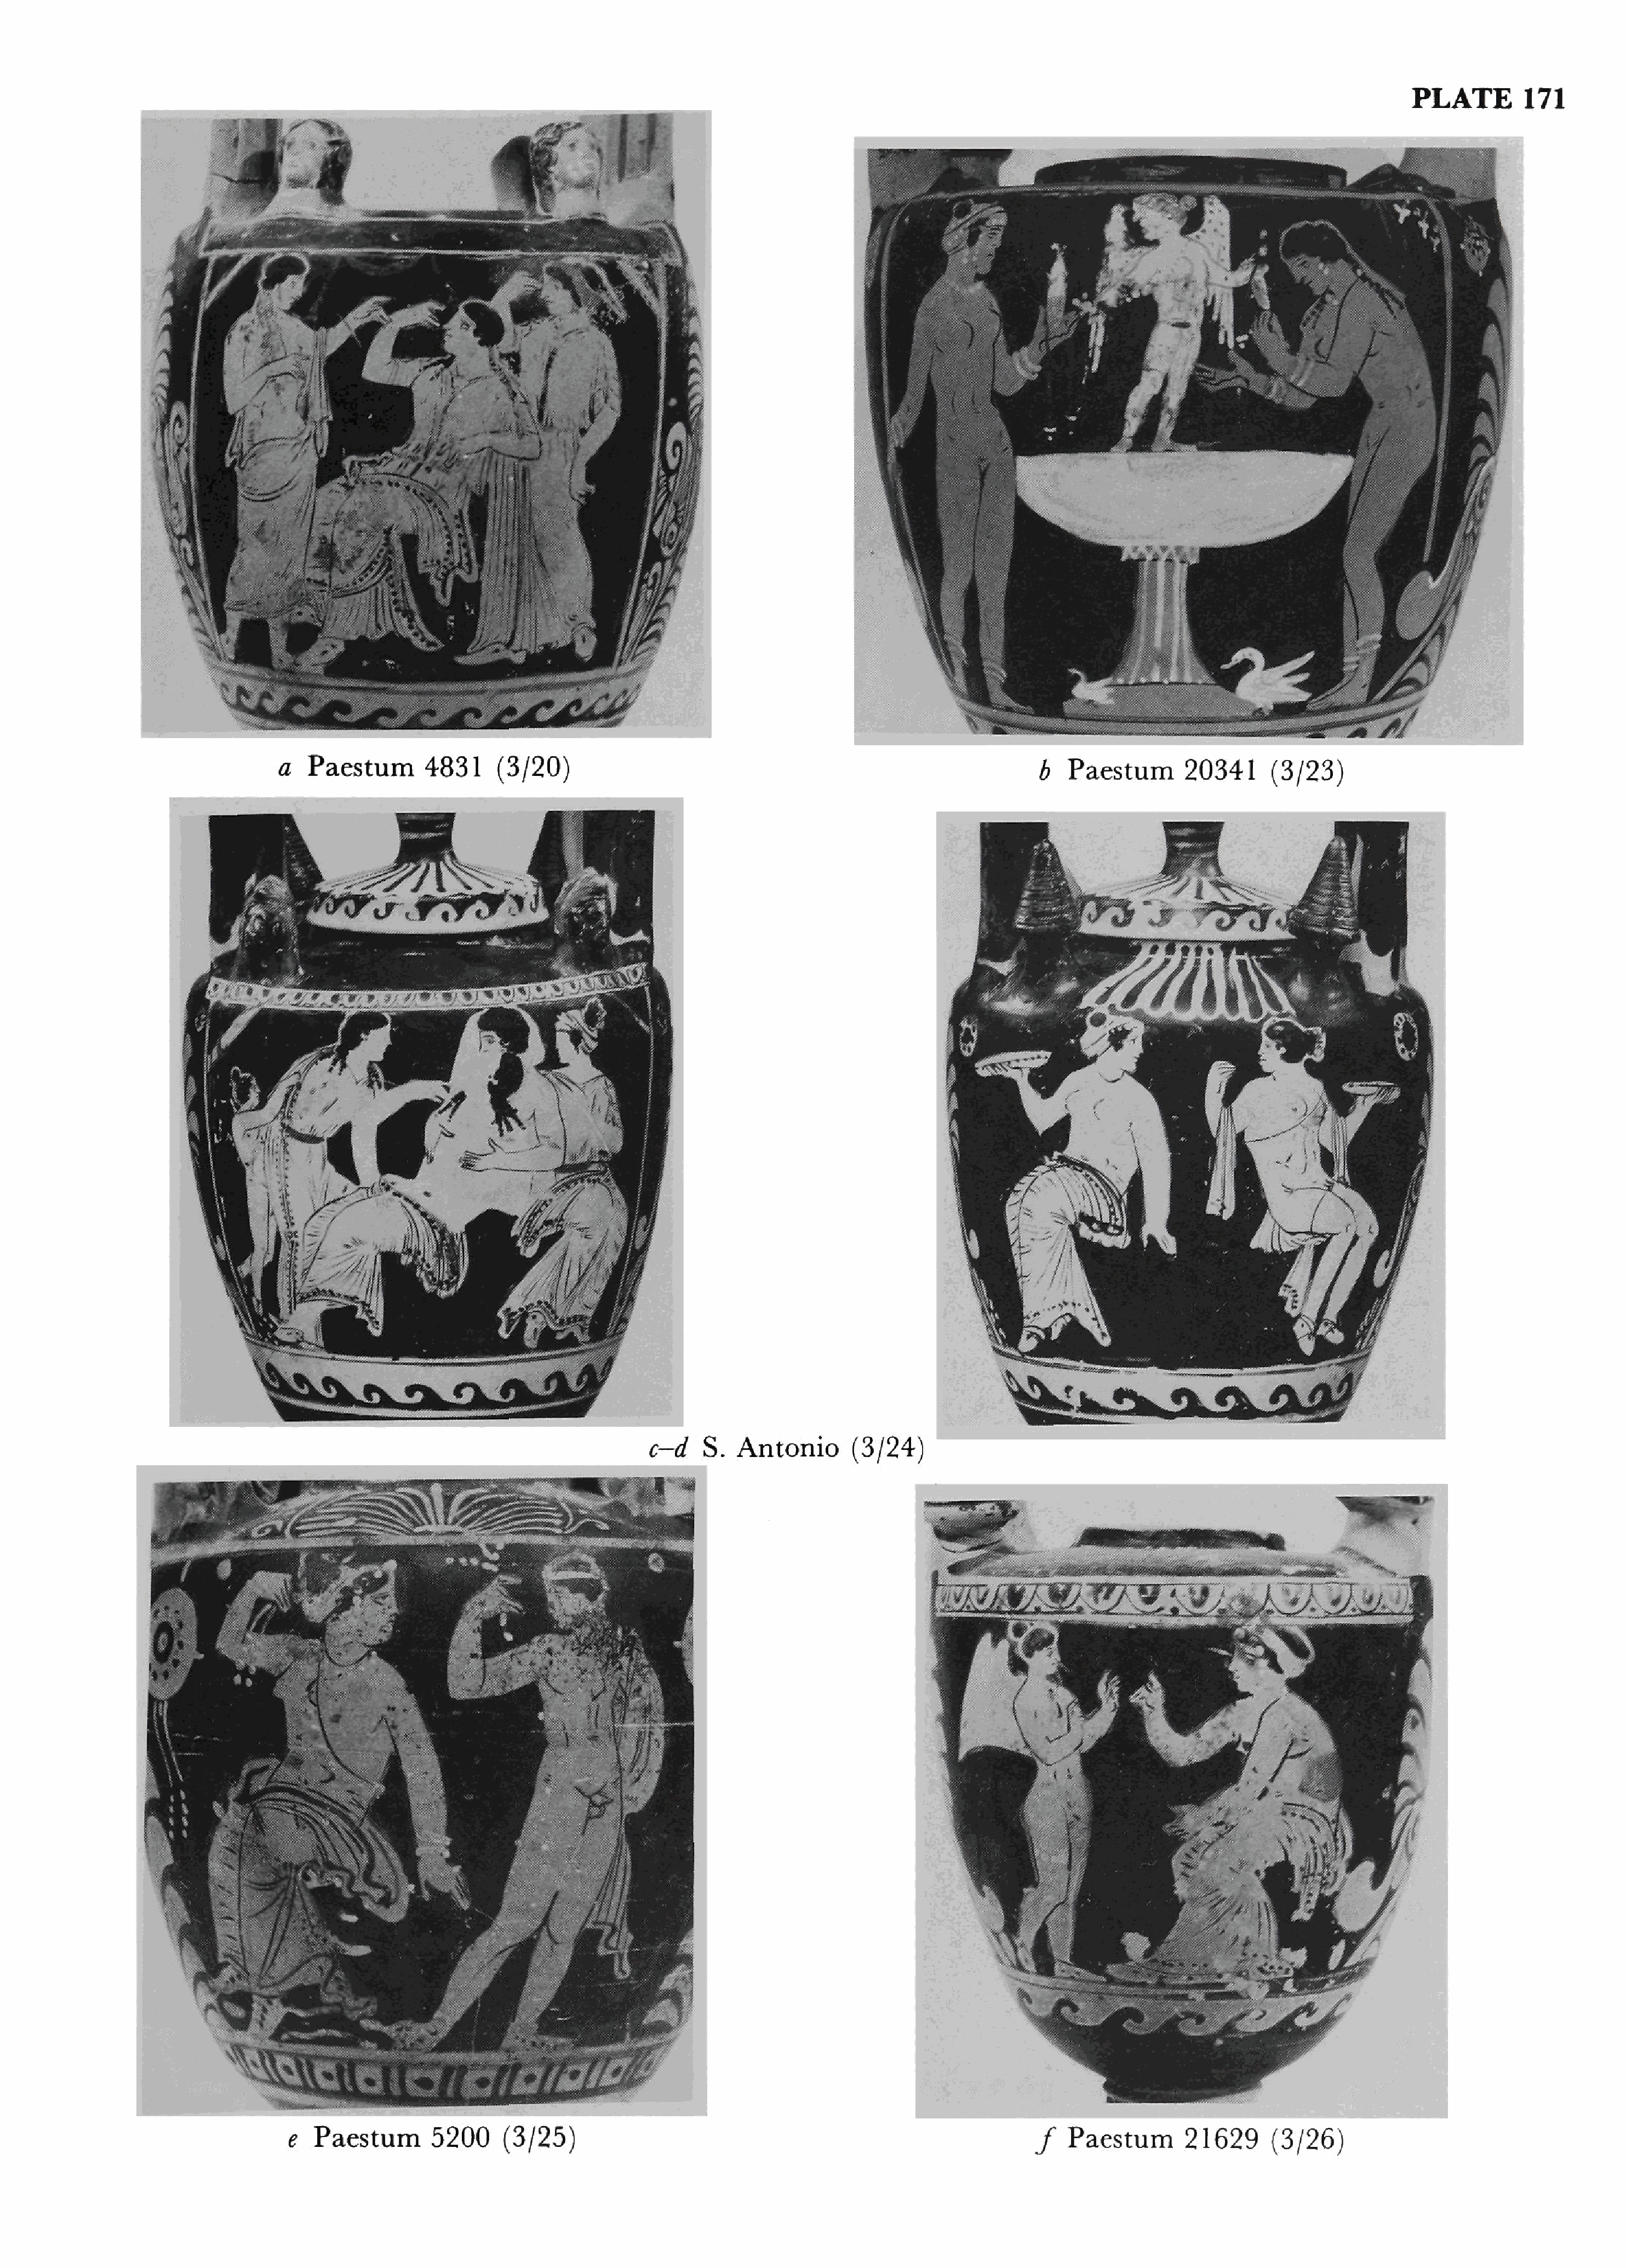 PLATE 171
a Paestum 4831 (3/20)
b Paestum 20341 (3/23)
c–d S. Antonio (3/24)
e Paestum 5200 (3/25)
f Paestum 21629 (3/26)